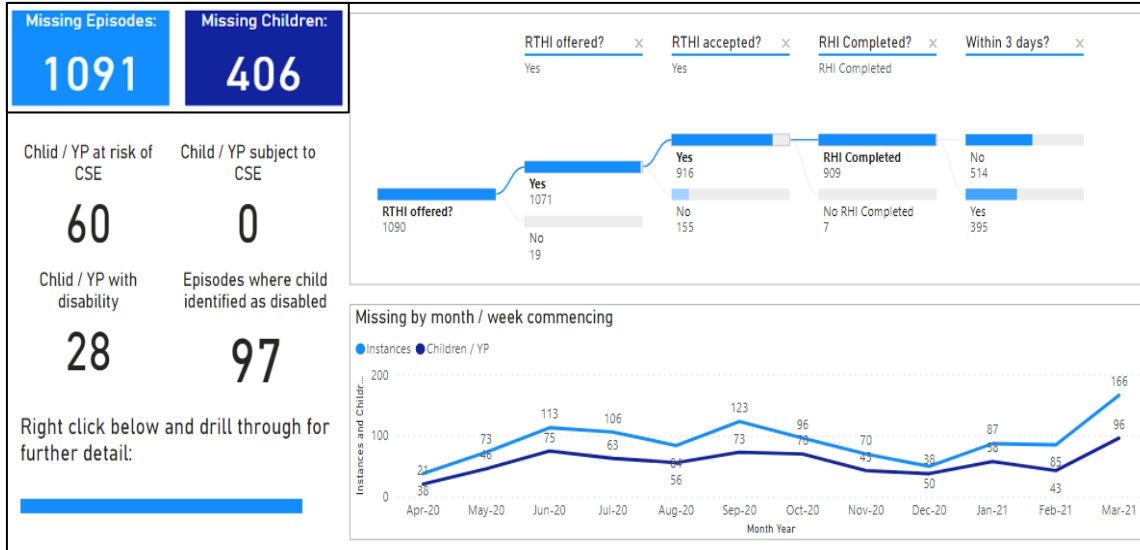 Missing Episodes:
1091
Missing Children:
406
Chlid / YP at risk of
CSE
60
Child / YP subject to
CSE
0
Chlid / YP with
disability
28
Episodes where child
identified as disabled
97
Right click below and drill through for
further detail:
RTHI offered?
Yes
RTHI accepted?
Yes
RHI Completed?
RHI Completed
Within 3 days?
RTHI offered?
1090
Yes
1071
No
19
Yes
916
No
155
RHI Completed
909
No RHI Completed
7
No
514
Yes
395
Missing by month / week commencing
Instances Children / YP
Instances and Childr...
200
100
0
21
38
73
46
113
75
106
63
84
56
123
73
96
70
70
43
38
50
87
58
85
43
166
96
Apr-20 May-20 Jun-20 Jul-20 Aug-20 Sep-20 Oct-20 Nov-20 Dec-20 Jan-21 Feb-21 Mar-21
Month Year